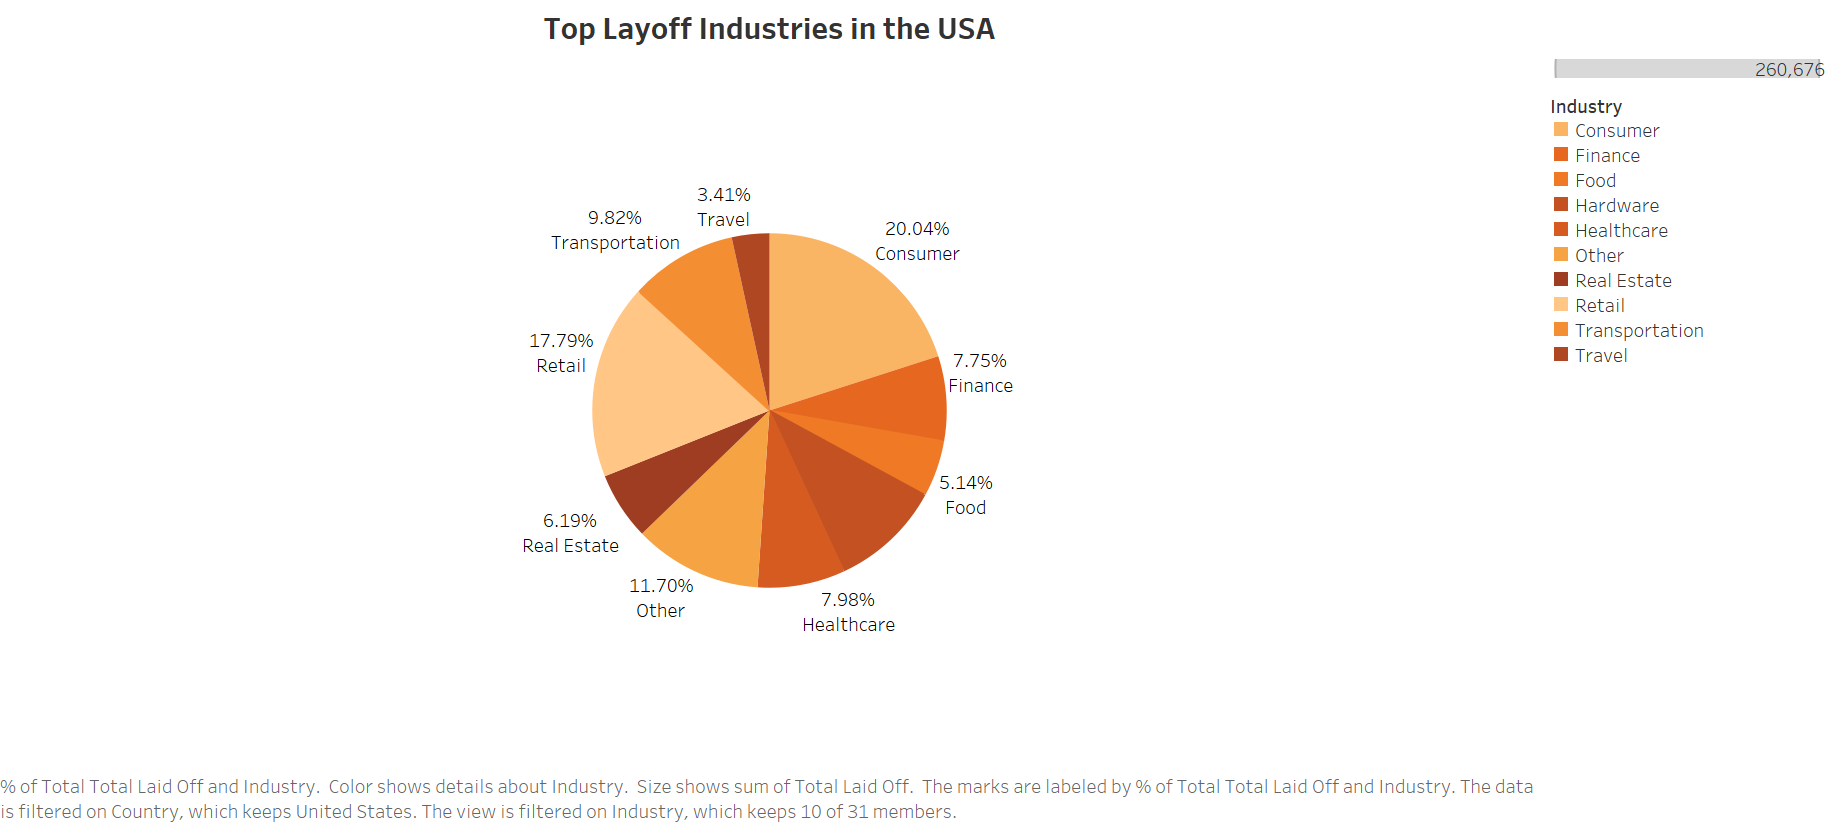 Top Layoff Industries in the USA
260,676
Industry
Consumer
Finance
Food
Hardware
Healthcare
Other
Real Estate
Retail
Transportation
Travel
3.41%
Travel
9.82%
Transportation
20.04%
Consumer
17.79%
Retail
7.75%
Finance
5.14%
Food
6.19%
Real Estate
11.70%
Other
7.98%
Healthcare
% of Total Total Laid Off and Industry.  Color shows details about Industry.  Size shows sum of Total Laid Off.  The marks are labeled by % of Total Total Laid Off and Industry. The data
is filtered on Country, which keeps United States. The view is filtered on Industry, which keeps 10 of 31 members.